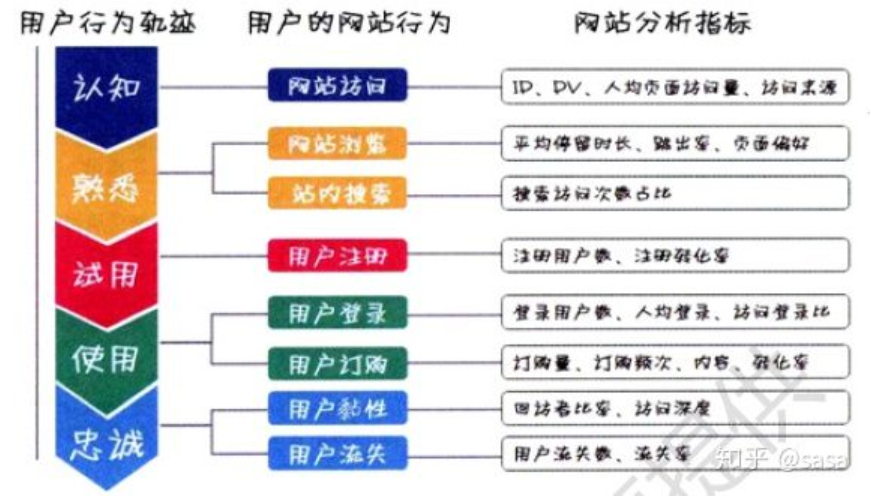 用户行为轨迹 用户的网站行为 网站分析指标
认知 网站访问 ID、DV、人均页面访问量、访问来源
熟悉 网站浏览 平均停留时长、跳出率、页面偏好
站内搜索 搜索访问次数占比
试用 用户注册 注册用户数、注册转化率
使用 用户登录 登录用户数、人均登录、访问登录比
用户订购 订购量、订购频次、内容、转化率
忠诚 用户黏性 回访者比率、访问深度
用户流失 用户流失数、流失率
知乎 @sasa
提供